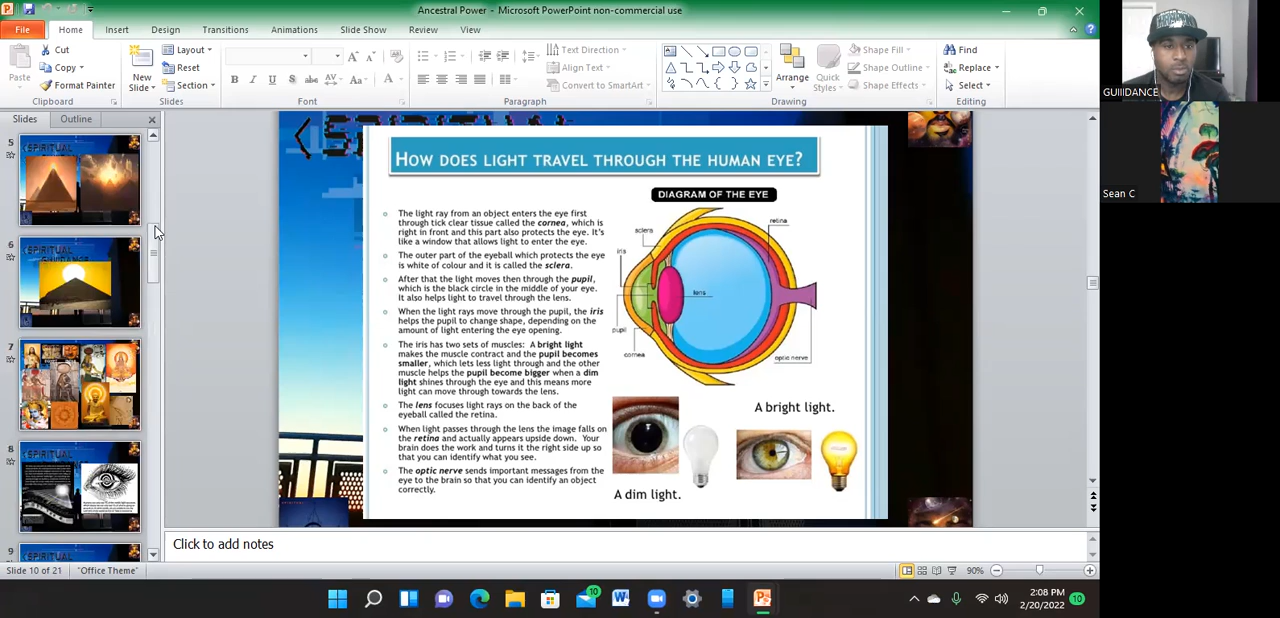 Ancestral Power - Microsoft PowerPoint non-commercial use
File Home Insert Design Transitions Animations Slide Show Review View
Cut
Copy
Format Painter
Paste
Clipboard
New
Slide
Layout
Reset
Section
Slides
B I U S abc AV Aa A
Font
Paragraph
Text Direction
Align Text
Convert to SmartArt
Drawing
Arrange
Quick
Styles
Shape Fill
Shape Outline
Shape Effects
Find
Replace
Select
Editing
GUIIIDANCE
Sean C
Slides Outline
5
SPIRITUAL
6
SPIRITUAL
GUIDANCE
7
8
9
SPIRITUAL
<SPIRITUAL
HOW DOES LIGHT TRAVEL THROUGH THE HUMAN EYE?
The light ray from an object enters the eye first
through tick clear tissue called the cornea, which is
right in front and this part also protects the eye. It's
like a window that allows light to enter the eye.
The outer part of the eyeball which protects the eye
is white of colour and it is called the sclera.
After that the light moves then through the pupil,
which is the black circle in the middle of your eye.
It also helps light to travel through the lens.
When the light rays move through the pupil, the iris
helps the pupil to change shape, depending on the
amount of light entering the eye opening.
The iris has two sets of muscles: A bright light
makes the muscle contract and the pupil becomes
smaller, which lets less light through and the other
muscle helps the pupil become bigger when a dim
light shines through the eye and this means more
light can move through towards the lens.
The lens focuses light rays on the back of the
eyeball called the retina.
When light passes through the lens the image falls on
the retina and actually appears upside down. Your
brain does the work and turns it the right side up so
that you can identify what you see.
The optic nerve sends important messages from the
eye to the brain so that you can identify an object
correctly.
DIAGRAM OF THE EYE
retina
sclera
iris
lens
pupil
cornea
optic nerve
A bright light.
A dim light.
Click to add notes
Slide 10 of 21 "Office Theme"
90%
10
2:08 PM
2/20/2022
10